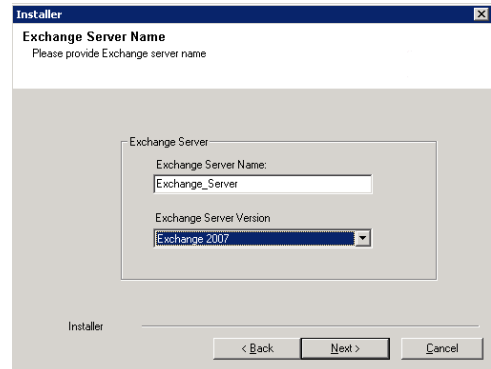 Installer
Exchange Server Name
Please provide Exchange server name
Exchange Server
Exchange Server Name:
Exchange_Server
Exchange Server Version
Exchange 2007
Installer
< Back
Next >
Cancel